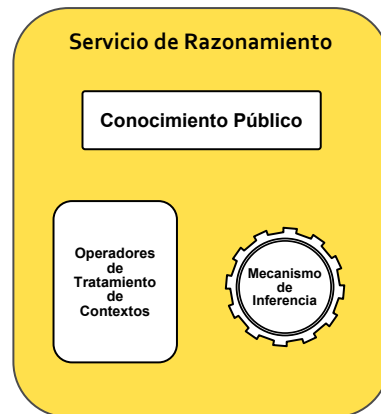 Servicio de Razonamiento
Conocimiento Público
Operadores
de
Tratamiento
de
Contextos
Mecanismo
de
Inferencia